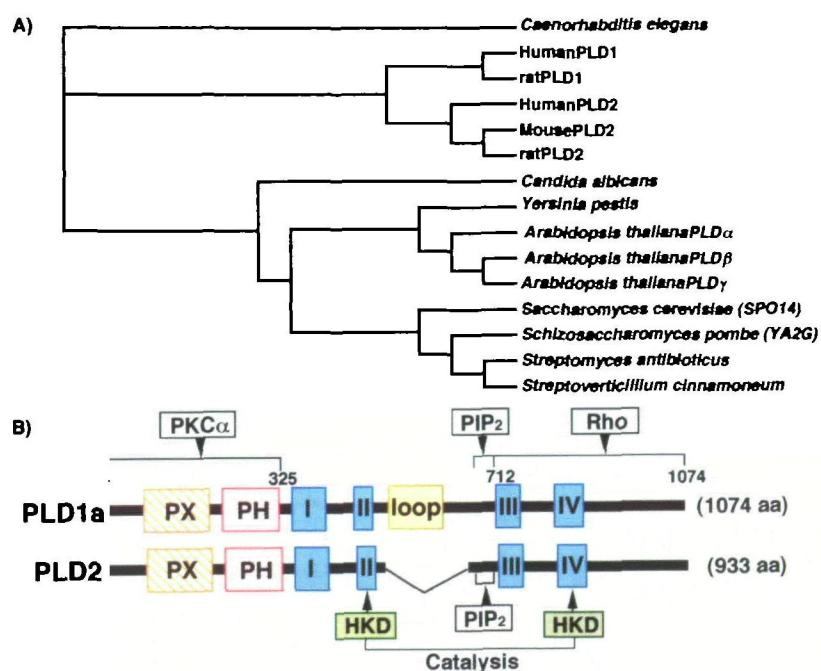 A)
Caenorhabditis elegans
HumanPLD1
ratPLD1
HumanPLD2
MousePLD2
ratPLD2
Candida albicans
Yersinia pestis
Arabidopsis thalianaPLDα
Arabidopsis thalianaPLDβ
Arabidopsis thalianaPLDγ
Saccharomyces cerevisiae (SPO14)
Schizosaccharomyces pombe (YA2G)
Streptomyces antibioticus
Streptoverticillium cinnamoneum
B)
PKCα PIP2 Rho
325 712 1074
PLD1a PX PH I II loop III IV (1074 aa)
PLD2 PX PH I II III IV (933 aa)
HKD PIP2 HKD
Catalysis